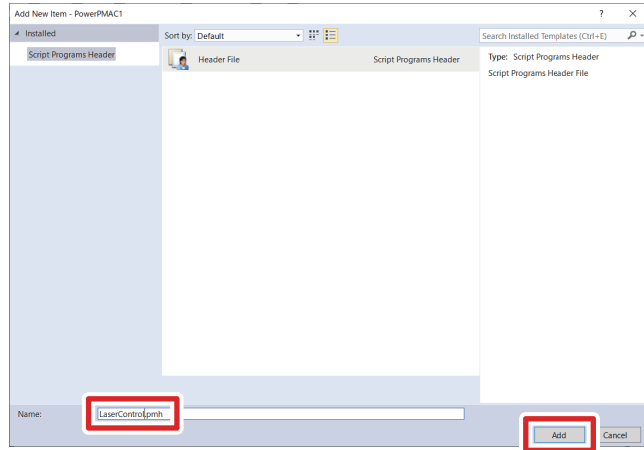 Add New Item - PowerPMAC1
Installed
Sort by: Default
Search Installed Templates (Ctrl+E)
Script Programs Header
Header File
Script Programs Header
Type: Script Programs Header
Script Programs Header File
Name:
LaserControl.pmh
Add
Cancel